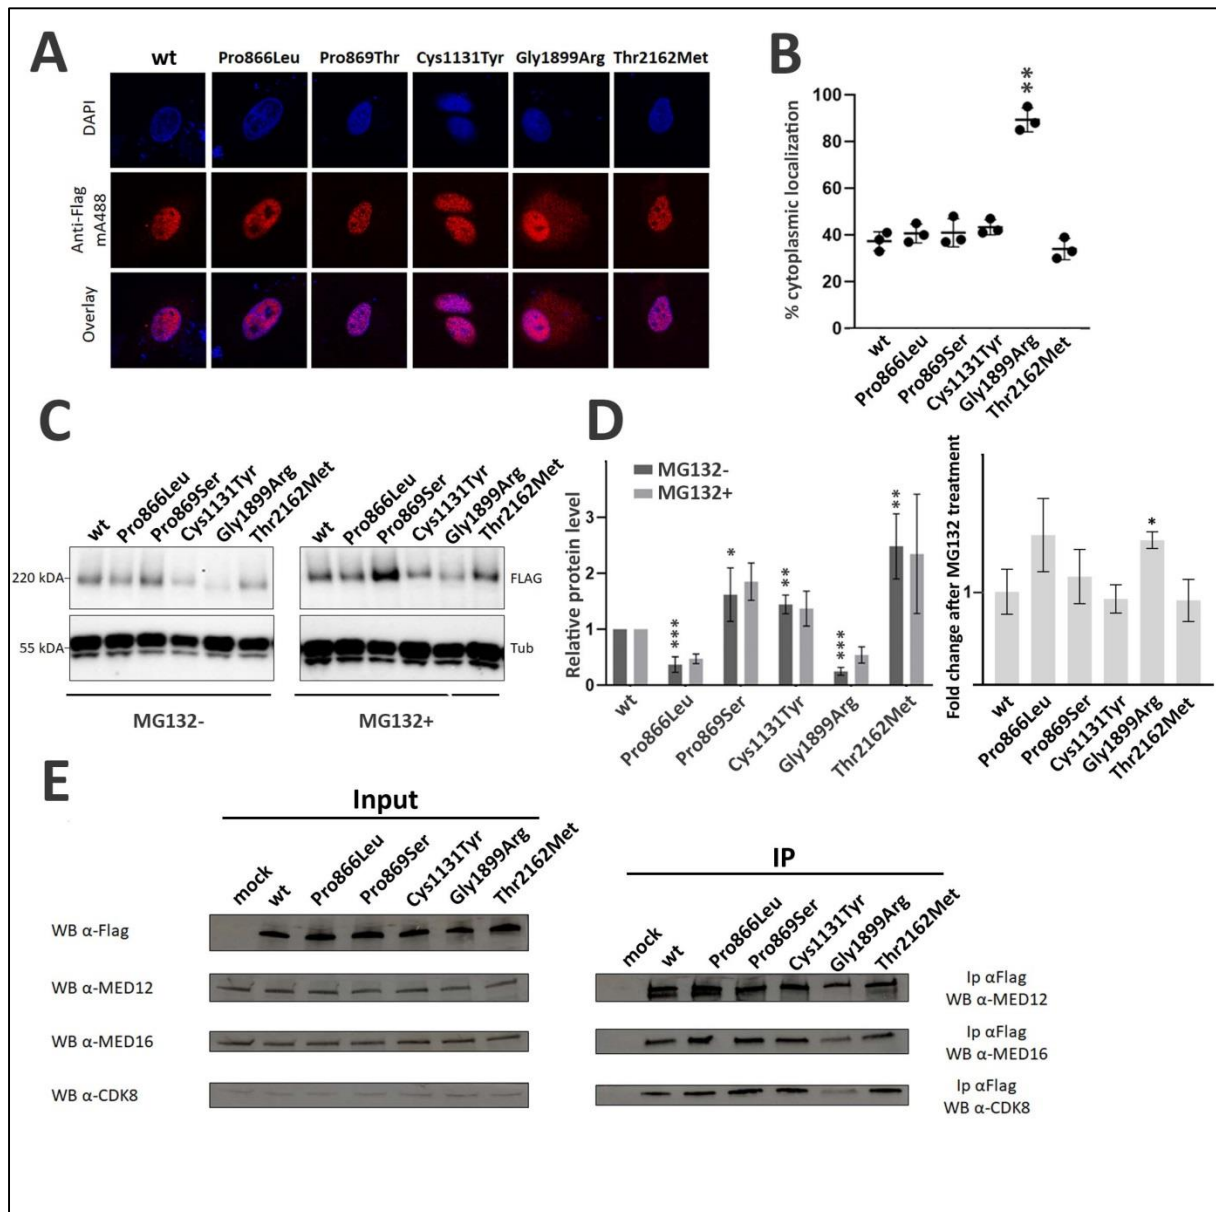 A
wt
Pro866Leu
Pro869Thr
Cys1131Tyr
Gly1899Arg
Thr2162Met
DAPI
Anti-Flag
mA488
Overlay
B
% cytoplasmic localization
100
80
60
40
20
0
**
wt
Pro866Leu
Pro869Ser
Cys1131Tyr
Gly1899Arg
Thr2162Met
C
wt
Pro866Leu
Pro869Ser
Cys1131Tyr
Gly1899Arg
Thr2162Met
wt
Pro866Leu
Pro869Ser
Cys1131Tyr
Gly1899Arg
Thr2162Met
220 kDA
FLAG
55 kDA
Tub
MG132-
MG132+
D
MG132-
MG132+
Relative protein level
3
2
1
0
***
*
**
***
**
wt
Pro866Leu
Pro869Ser
Cys1131Tyr
Gly1899Arg
Thr2162Met
Fold change after MG132 treatment
1
*
wt
Pro866Leu
Pro869Ser
Cys1131Tyr
Gly1899Arg
Thr2162Met
E
Input
mock
wt
Pro866Leu
Pro869Ser
Cys1131Tyr
Gly1899Arg
Thr2162Met
WB α-Flag
WB α-MED12
WB α-MED16
WB α-CDK8
IP
mock
wt
Pro866Leu
Pro869Ser
Cys1131Tyr
Gly1899Arg
Thr2162Met
Ip αFlag
WB α-MED12
Ip αFlag
WB α-MED16
Ip αFlag
WB α-CDK8